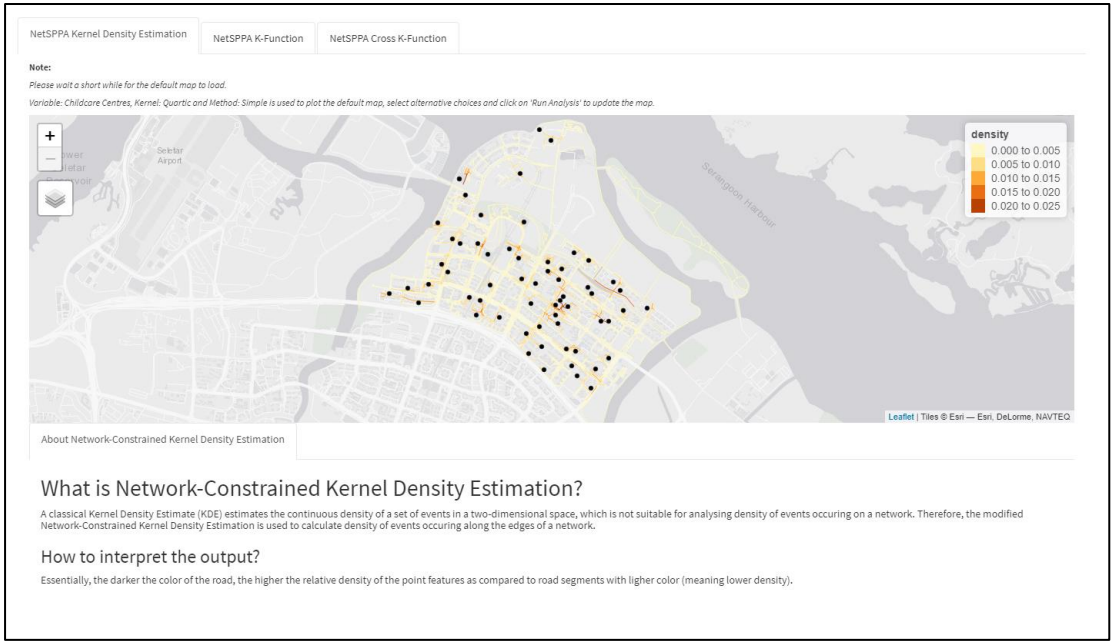 NetSPPA Kernel Density Estimation
NetSPPA K-Function
NetSPPA Cross K-Function
Note:
Please wait a short while for the default map to load.
Variable: Childcare Centres, Kernel: Quartic and Method: Simple is used to plot the default map, select alternative choices and click on 'Run Analysis' to update the map.
+
−
Seletar
Airport
Serangoon Harbour
density
0.000 to 0.005
0.005 to 0.010
0.010 to 0.015
0.015 to 0.020
0.020 to 0.025
Leaflet | Tiles © Esri — Esri, DeLorme, NAVTEQ
About Network-Constrained Kernel Density Estimation
What is Network-Constrained Kernel Density Estimation?
A classical Kernel Density Estimate (KDE) estimates the continuous density of a set of events in a two-dimensional space, which is not suitable for analysing density of events occuring on a network. Therefore, the modified
Network-Constrained Kernel Density Estimation is used to calculate density of events occuring along the edges of a network.
How to interpret the output?
Essentially, the darker the color of the road, the higher the relative density of the point features as compared to road segments with ligher color (meaning lower density).